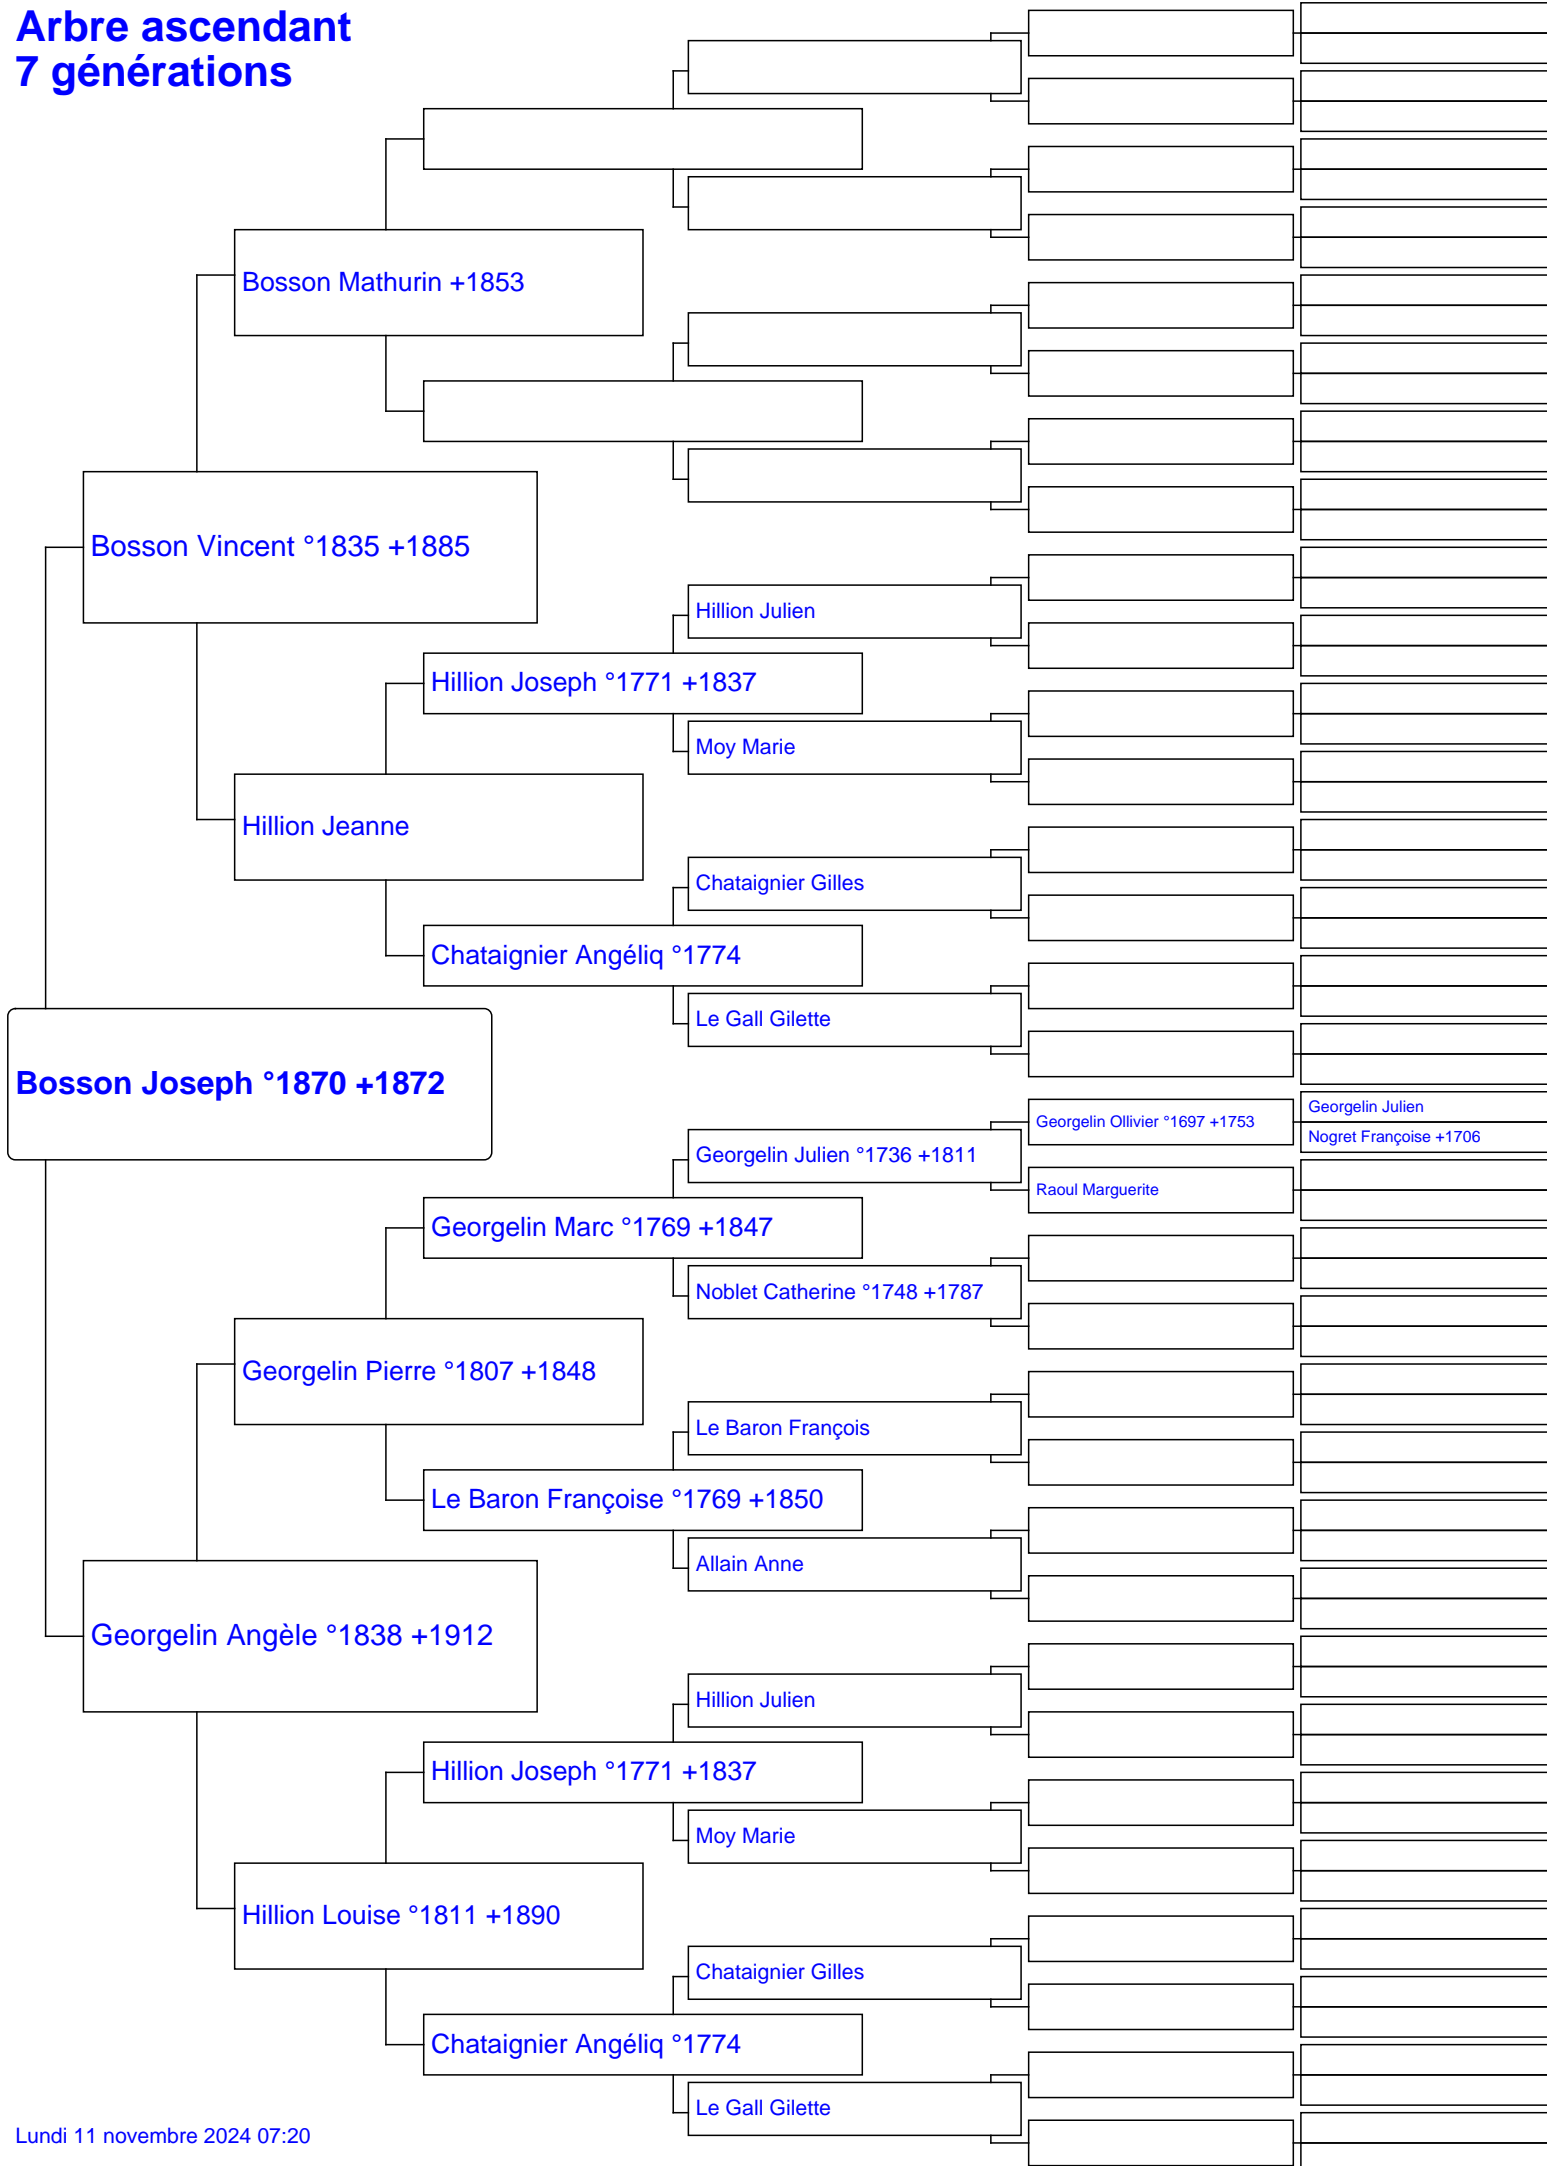 Arbre ascendant
7 générations
Bosson Mathurin +1853
Bosson Vincent °1835 +1885
Hillion Julien
Hillion Joseph °1771 +1837
Moy Marie
Hillion Jeanne
Chataignier Gilles
Chataignier Angéliq °1774
Le Gall Gilette
Bosson Joseph °1870 +1872
Georgelin Julien
Georgelin Ollivier °1697 +1753
Nogret Françoise +1706
Georgelin Julien °1736 +1811
Raoul Marguerite
Georgelin Marc °1769 +1847
Noblet Catherine °1748 +1787
Georgelin Pierre °1807 +1848
Le Baron François
Le Baron Françoise °1769 +1850
Allain Anne
Georgelin Angèle °1838 +1912
Hillion Julien
Hillion Joseph °1771 +1837
Moy Marie
Hillion Louise °1811 +1890
Chataignier Gilles
Chataignier Angéliq °1774
Le Gall Gilette
Lundi 11 novembre 2024 07:20